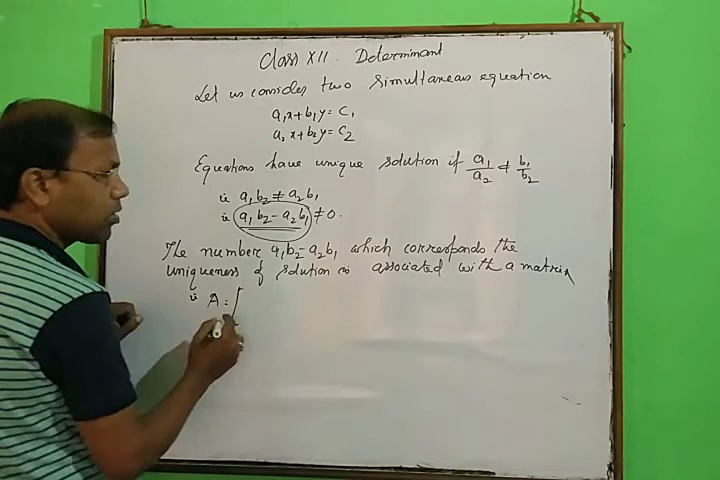 Class XII. Determinant
Let us consider two simultaneous equation
a₁x+b₁y=C₁
a₂x+b₂y=C₂
Equations have unique solution if a₁/a₂ ≠ b₁/b₂
ie a₁b₂ ≠ a₂b₁
ie a₁b₂-a₂b₁ ≠ 0.
The number a₁b₂-a₂b₁ which corresponds the
uniqueness of solution is associated with a matrix
ie A = [